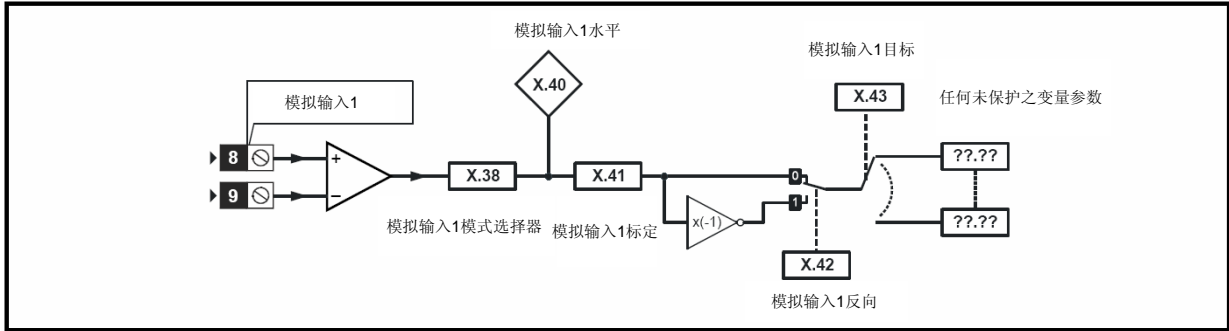 模拟输入1水平
模拟输入1目标
X.40
模拟输入1
X.43
任何未保护之变量参数
8
+
X.38
X.41
0
??.??
9
−
1
模拟输入1模式选择器
模拟输入1标定
x(-1)
??.??
X.42
模拟输入1反向